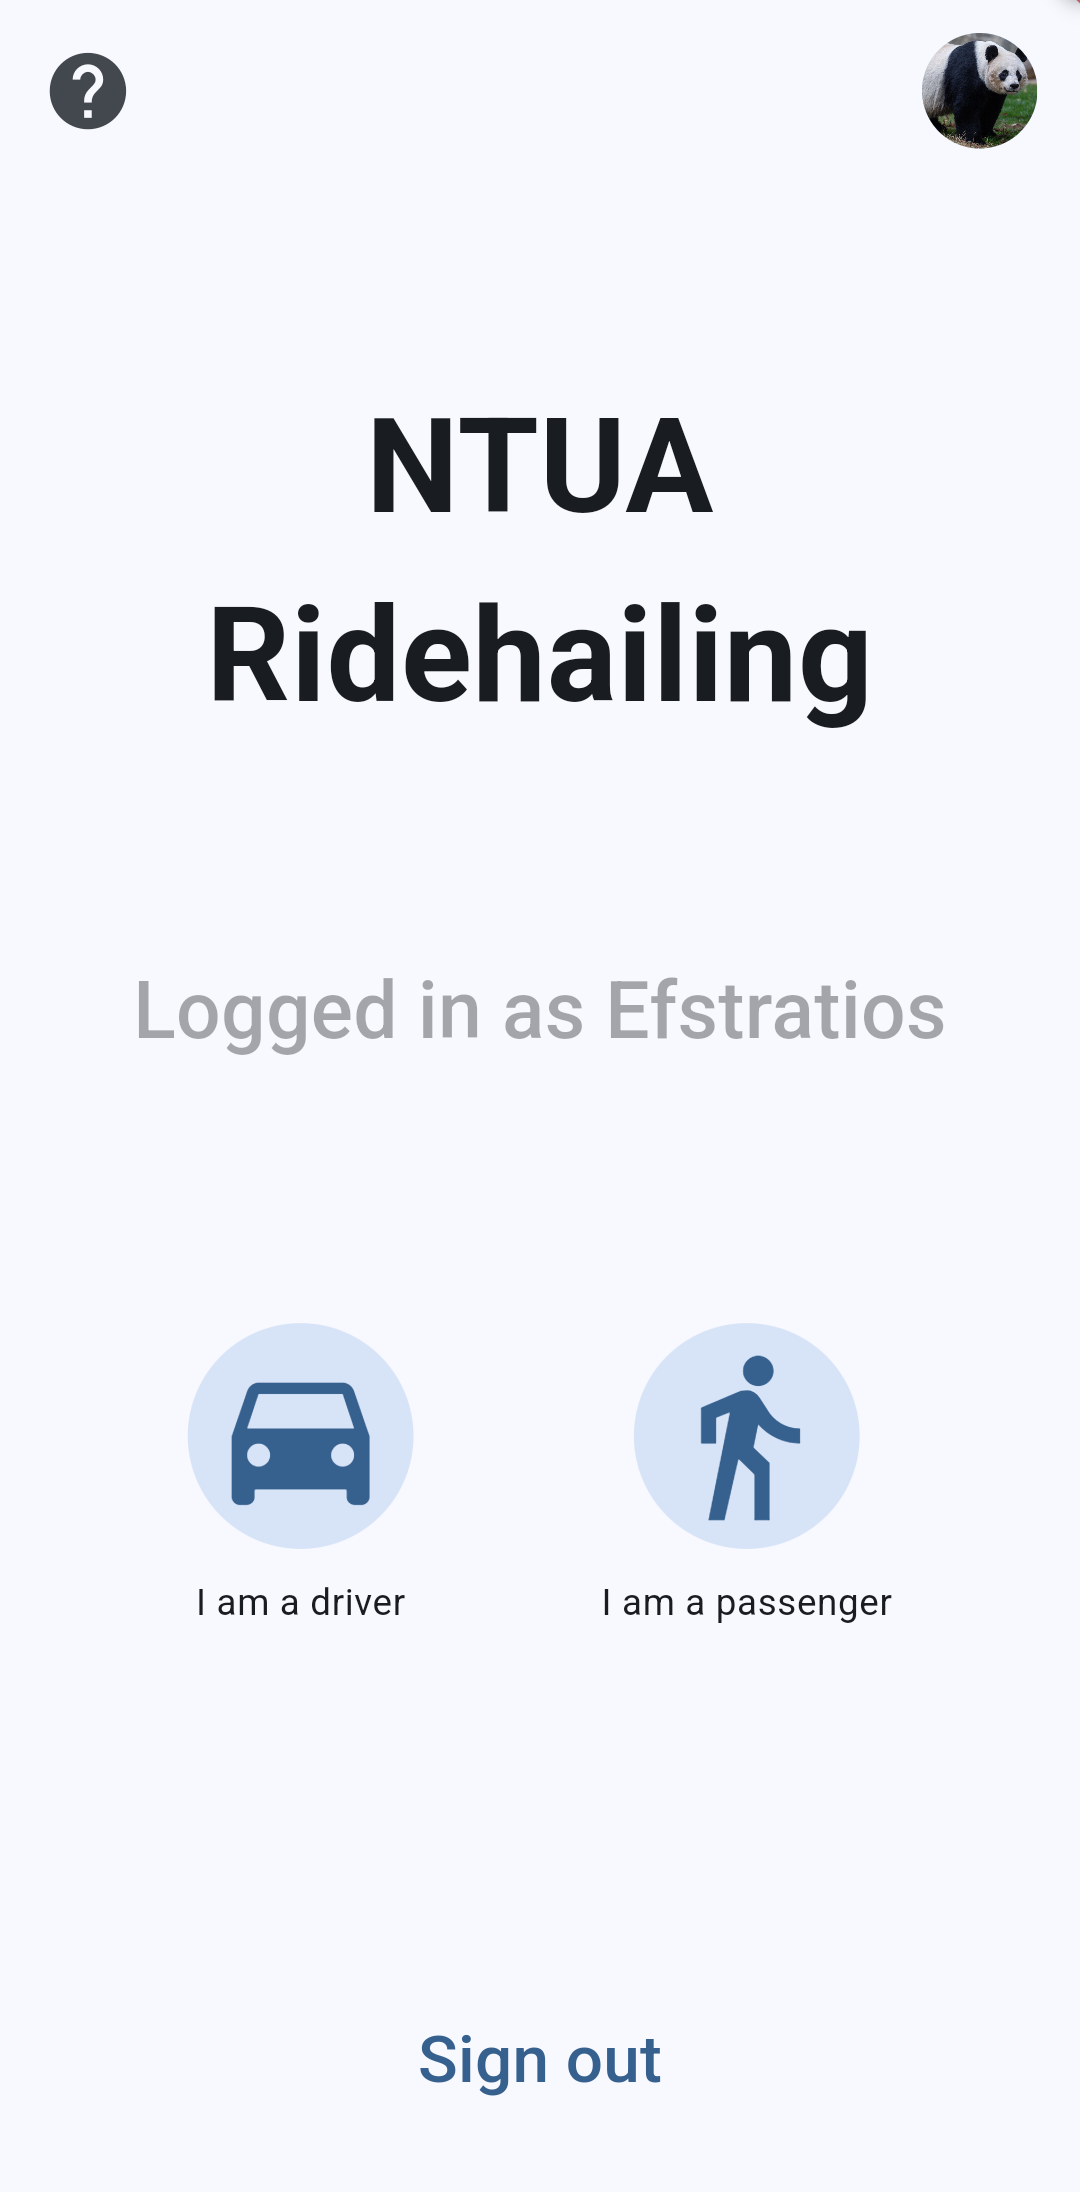 NTUA
Ridehailing
Logged in as Efstratios
I am a driver
I am a passenger
Sign out